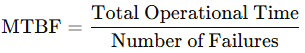 MTBF = Total Operational Time
Number of Failures